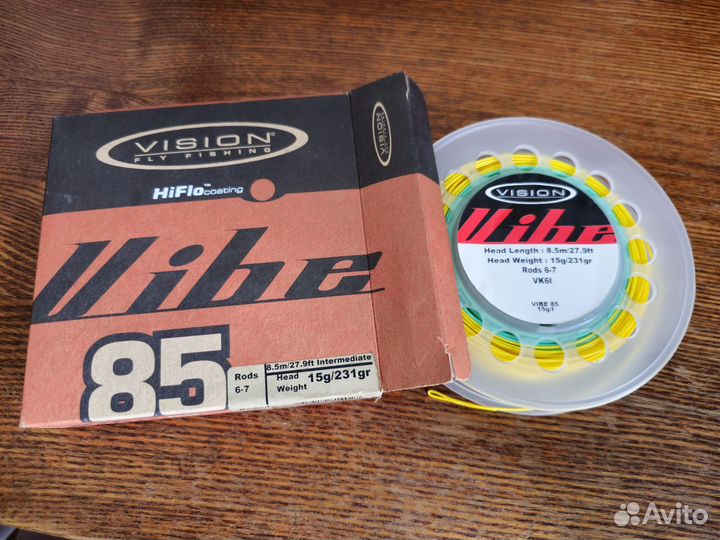 VISION®
FLY FISHING
HiFlo™ coating
Vibe
85
Rods
6-7
8.5m/27.9ft Intermediate
Head
Weight
15g/231gr
VISION
VISION
Vibe
Head Length : 8.5m/27.9ft
Head Weight : 15g/231gr
Rods 6-7
VK6I
VIBE 85
15g/I
Avito